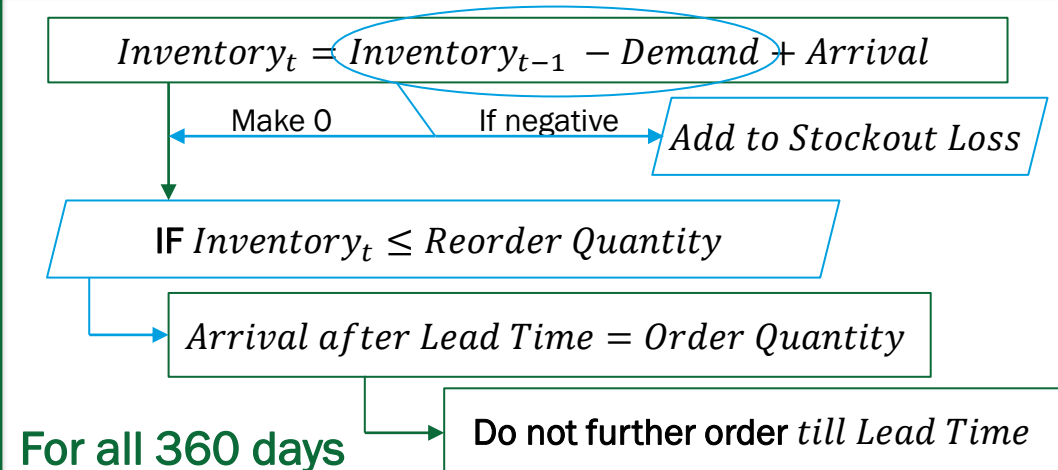 Inventory_t = Inventory_{t−1} − Demand + Arrival
Make 0
If negative
Add to Stockout Loss
IF Inventory_t ≤ Reorder Quantity
Arrival after Lead Time = Order Quantity
Do not further order till Lead Time
For all 360 days